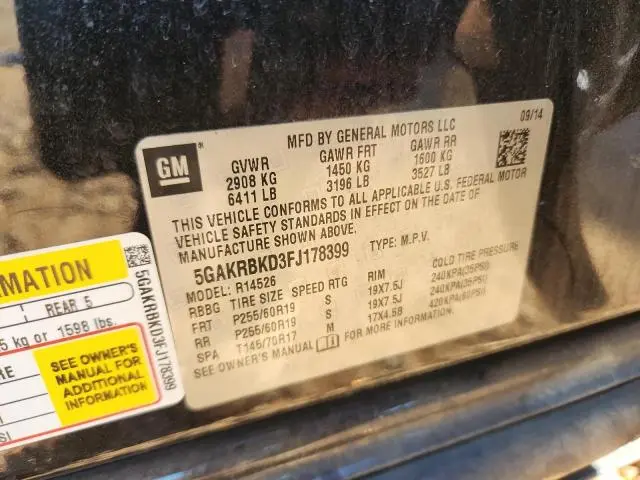 GM
MFD BY GENERAL MOTORS LLC
09/14
GVWR GAWR FRT GAWR RR
2908 KG 1450 KG 1600 KG
6411 LB 3196 LB 3527 LB
THIS VEHICLE CONFORMS TO ALL APPLICABLE U.S. FEDERAL MOTOR
VEHICLE SAFETY STANDARDS IN EFFECT ON THE DATE OF
MANUFACTURE SHOWN ABOVE.
5GAKRBKD3FJ178399 TYPE: M.P.V.
MODEL: R14526
RBBG TIRE SIZE SPEED RTG RIM COLD TIRE PRESSURE
FRT P255/60R19 S 19X7.5J 240KPA(35PSI)
RR P255/60R19 S 19X7.5J 240KPA(35PSI)
SPA T145/70R17 M 17X4.5B 420KPA(60PSI)
SEE OWNER'S MANUAL FOR MORE INFORMATION.
MATION
REAR 5
5 kg or 1598 lbs.
SEE OWNER'S
MANUAL FOR
ADDITIONAL
INFORMATION
5GAKRBKD3FJ178399